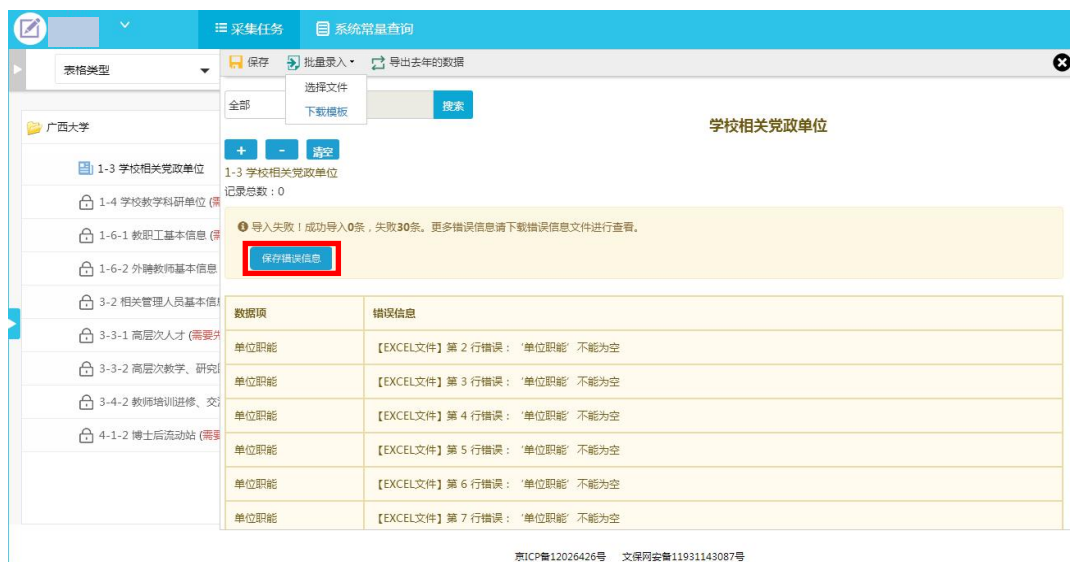 采集任务 系统常量查询
表格类型
保存 批量录入 导出去年的数据
选择文件
下载模板
全部 搜索
学校相关党政单位
广西大学
+ - 清空
1-3 学校相关党政单位
1-3 学校相关党政单位
记录总数：0
1-4 学校教学科研单位 (需
1-6-1 教职工基本信息 (需
1-6-2 外聘教师基本信息
3-2 相关管理人员基本信息
3-3-1 高层次人才 (需要先
3-3-2 高层次教学、研究
3-4-2 教师培训进修、交
4-1-2 博士后流动站 (需要
导入失败！成功导入0条，失败30条。更多错误信息请下载错误信息文件进行查看。
保存错误信息
数据项 错误信息
单位职能 【EXCEL文件】第 2 行错误：‘单位职能’不能为空
单位职能 【EXCEL文件】第 3 行错误：‘单位职能’不能为空
单位职能 【EXCEL文件】第 4 行错误：‘单位职能’不能为空
单位职能 【EXCEL文件】第 5 行错误：‘单位职能’不能为空
单位职能 【EXCEL文件】第 6 行错误：‘单位职能’不能为空
单位职能 【EXCEL文件】第 7 行错误：‘单位职能’不能为空
京ICP备12026426号 文保网安备11931143087号